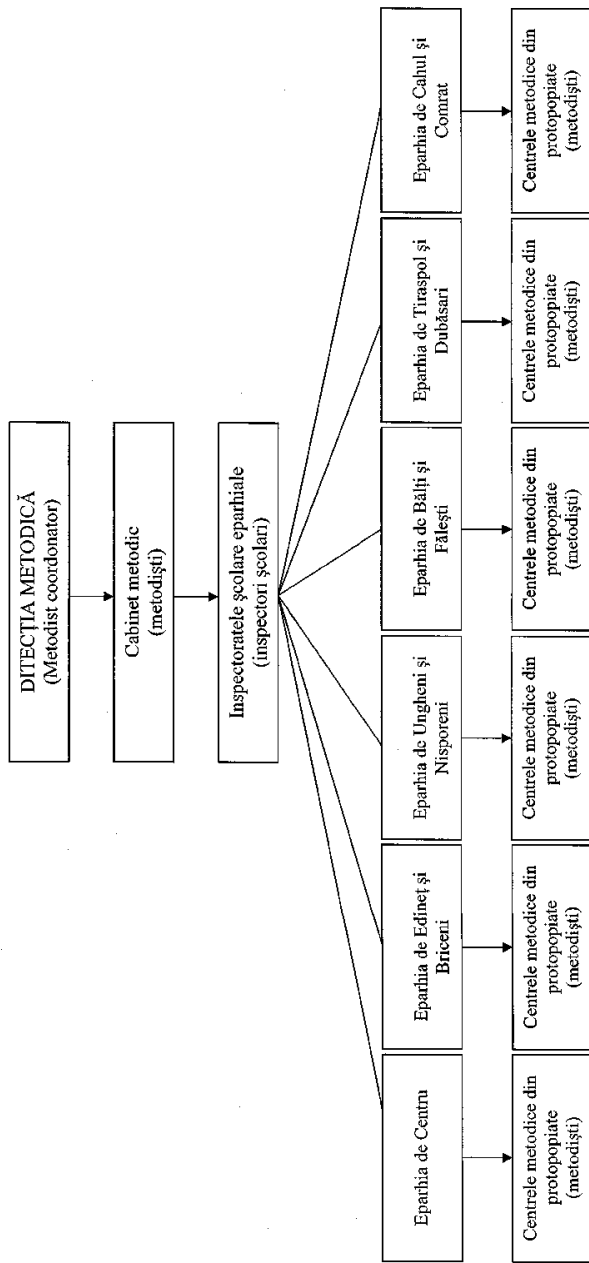 DITECȚIA METODICĂ
(Metodist coordonator)
Cabinet metodic
(metodiști)
Inspectoratele școlare eparhiale
(inspectori școlari)
Eparhia de Centru
Eparhia de Edineț și
Briceni
Eparhia de Ungheni și
Nisporeni
Eparhia de Bălți și
Fălești
Eparhia de Tiraspol și
Dubăsari
Eparhia de Cahul și
Comrat
Centrele metodice din
protopopiate
(metodiști)
Centrele metodice din
protopopiate
(metodiști)
Centrele metodice din
protopopiate
(metodiști)
Centrele metodice din
protopopiate
(metodiști)
Centrele metodice din
protopopiate
(metodiști)
Centrele metodice din
protopopiate
(metodiști)